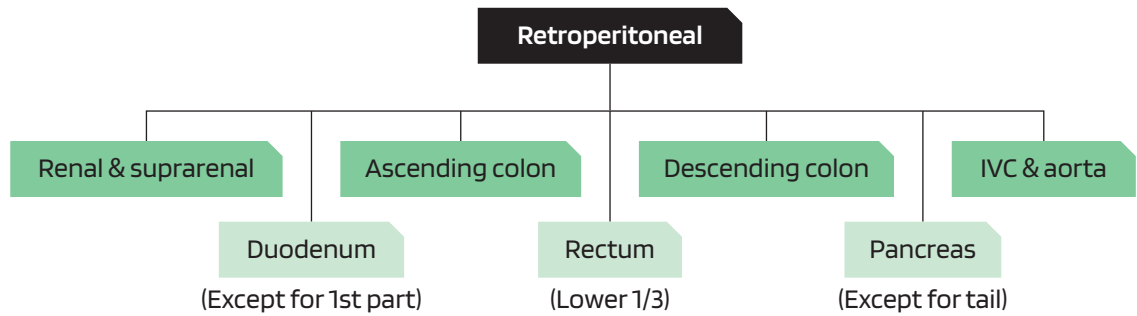 Retroperitoneal
Renal & suprarenal
Ascending colon
Descending colon
IVC & aorta
Duodenum
Rectum
Pancreas
(Except for 1st part)
(Lower 1/3)
(Except for tail)